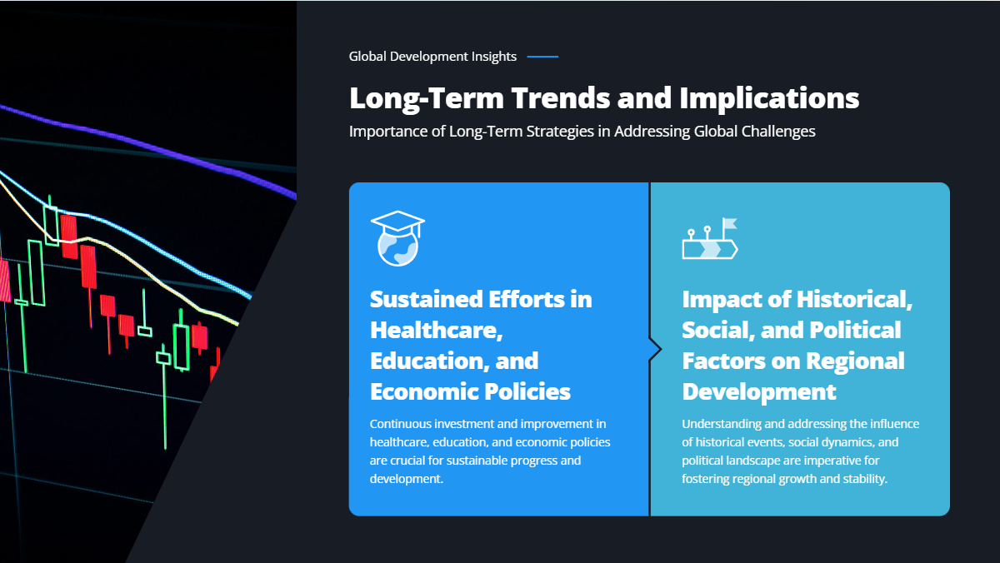 Global Development Insights
Long-Term Trends and Implications
Importance of Long-Term Strategies in Addressing Global Challenges
Sustained Efforts in
Healthcare,
Education, and
Economic Policies
Continuous investment and improvement in
healthcare, education, and economic policies
are crucial for sustainable progress and
development.
Impact of Historical,
Social, and Political
Factors on Regional
Development
Understanding and addressing the influence
of historical events, social dynamics, and
political landscape are imperative for
fostering regional growth and stability.